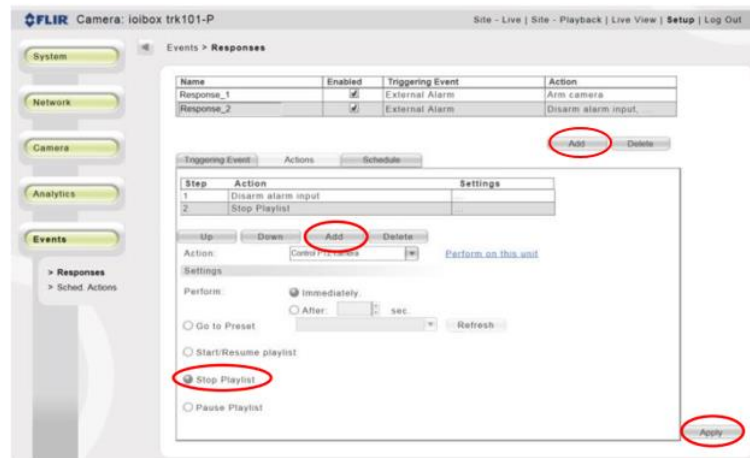 FLIR Camera: ioibox trk101-P
Site - Live | Site - Playback | Live View | Setup | Log Out
System
Network
Camera
Analytics
Events
> Responses
> Sched. Actions
Events > Responses
Name Enabled Triggering Event Action
Response_1 External Alarm Arm camera
Response_2 External Alarm Disarm alarm input, ...
Add Delete
Triggering Event Actions Schedule
Step Action Settings
1 Disarm alarm input ...
2 Stop Playlist ...
Up Down Add Delete
Action: Control PTZ camera Perform on this unit
Settings
Perform: Immediately.
After: sec.
Go to Preset Refresh
Start/Resume playlist
Stop Playlist
Pause Playlist
Apply